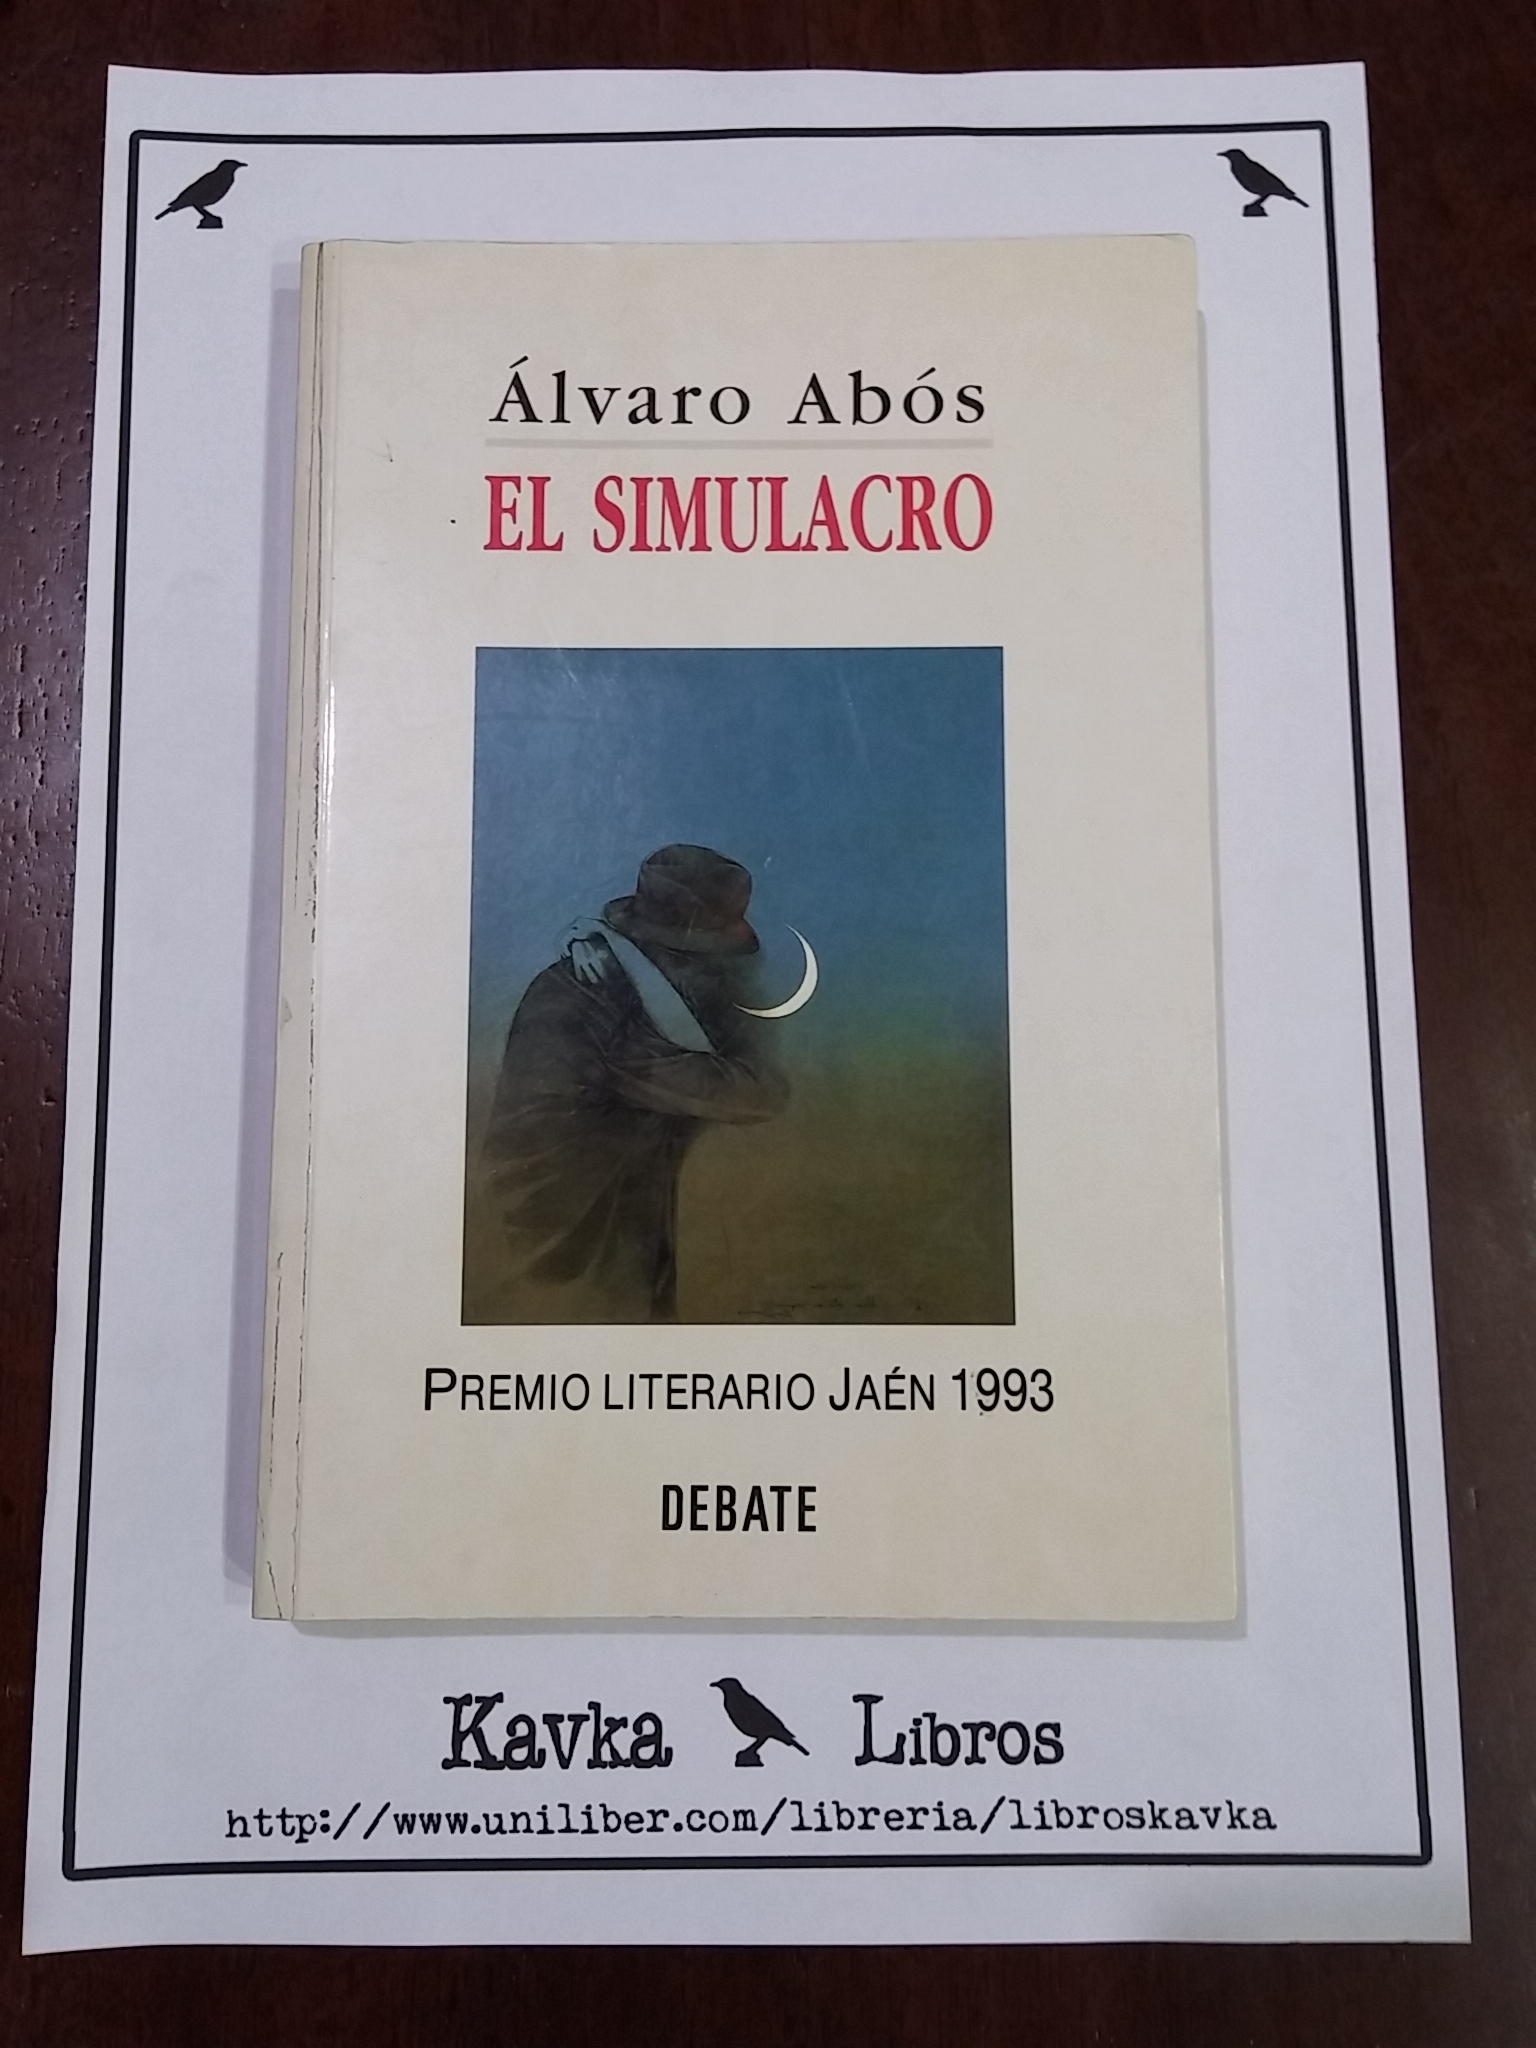 Álvaro Abós
EL SIMULACRO
PREMIO LITERARIO JAÉN 1993
DEBATE
Kavka Libros
http://www.uniliber.com/libreria/libroskavka